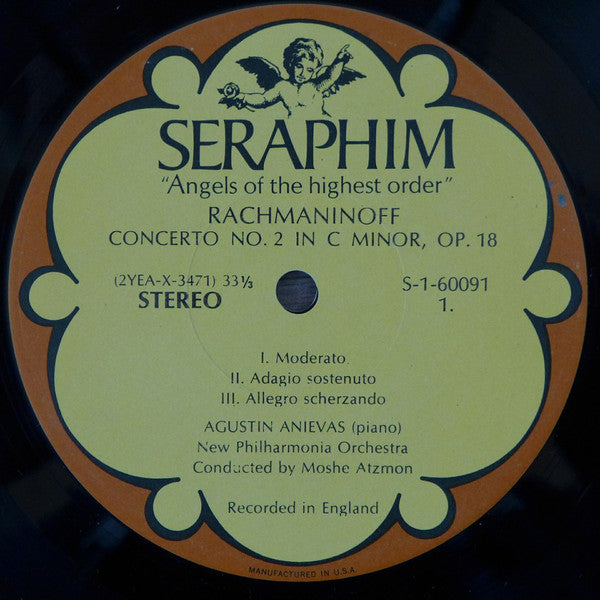 SERAPHIM
"Angels of the highest order"
RACHMANINOFF
CONCERTO NO. 2 IN C MINOR, OP. 18
(2YEA-X-3471) 33⅓
STEREO
S-1-60091
1.
I. Moderato
II. Adagio sostenuto
III. Allegro scherzando
AGUSTIN ANIEVAS (piano)
New Philharmonia Orchestra
Conducted by Moshe Atzmon
Recorded in England
MANUFACTURED IN U.S.A.